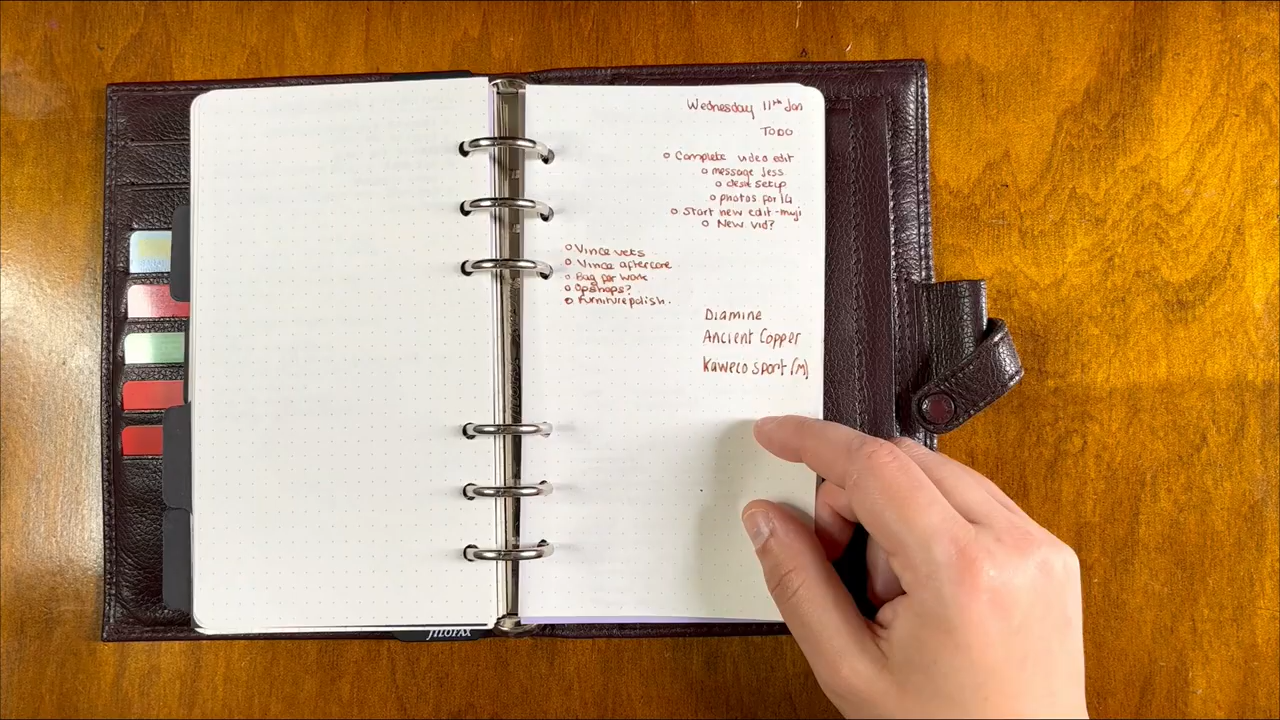 Wednesday 11th Jan
TODO
Complete video edit
message Jess
desk setup
photos for IG
Start new edit - muji
New vid?
Vince vets
Vince aftercare
Bag for work
Opshops?
Furniture polish.
Diamine
Ancient Copper
Kaweco sport (M)
FILOFAX